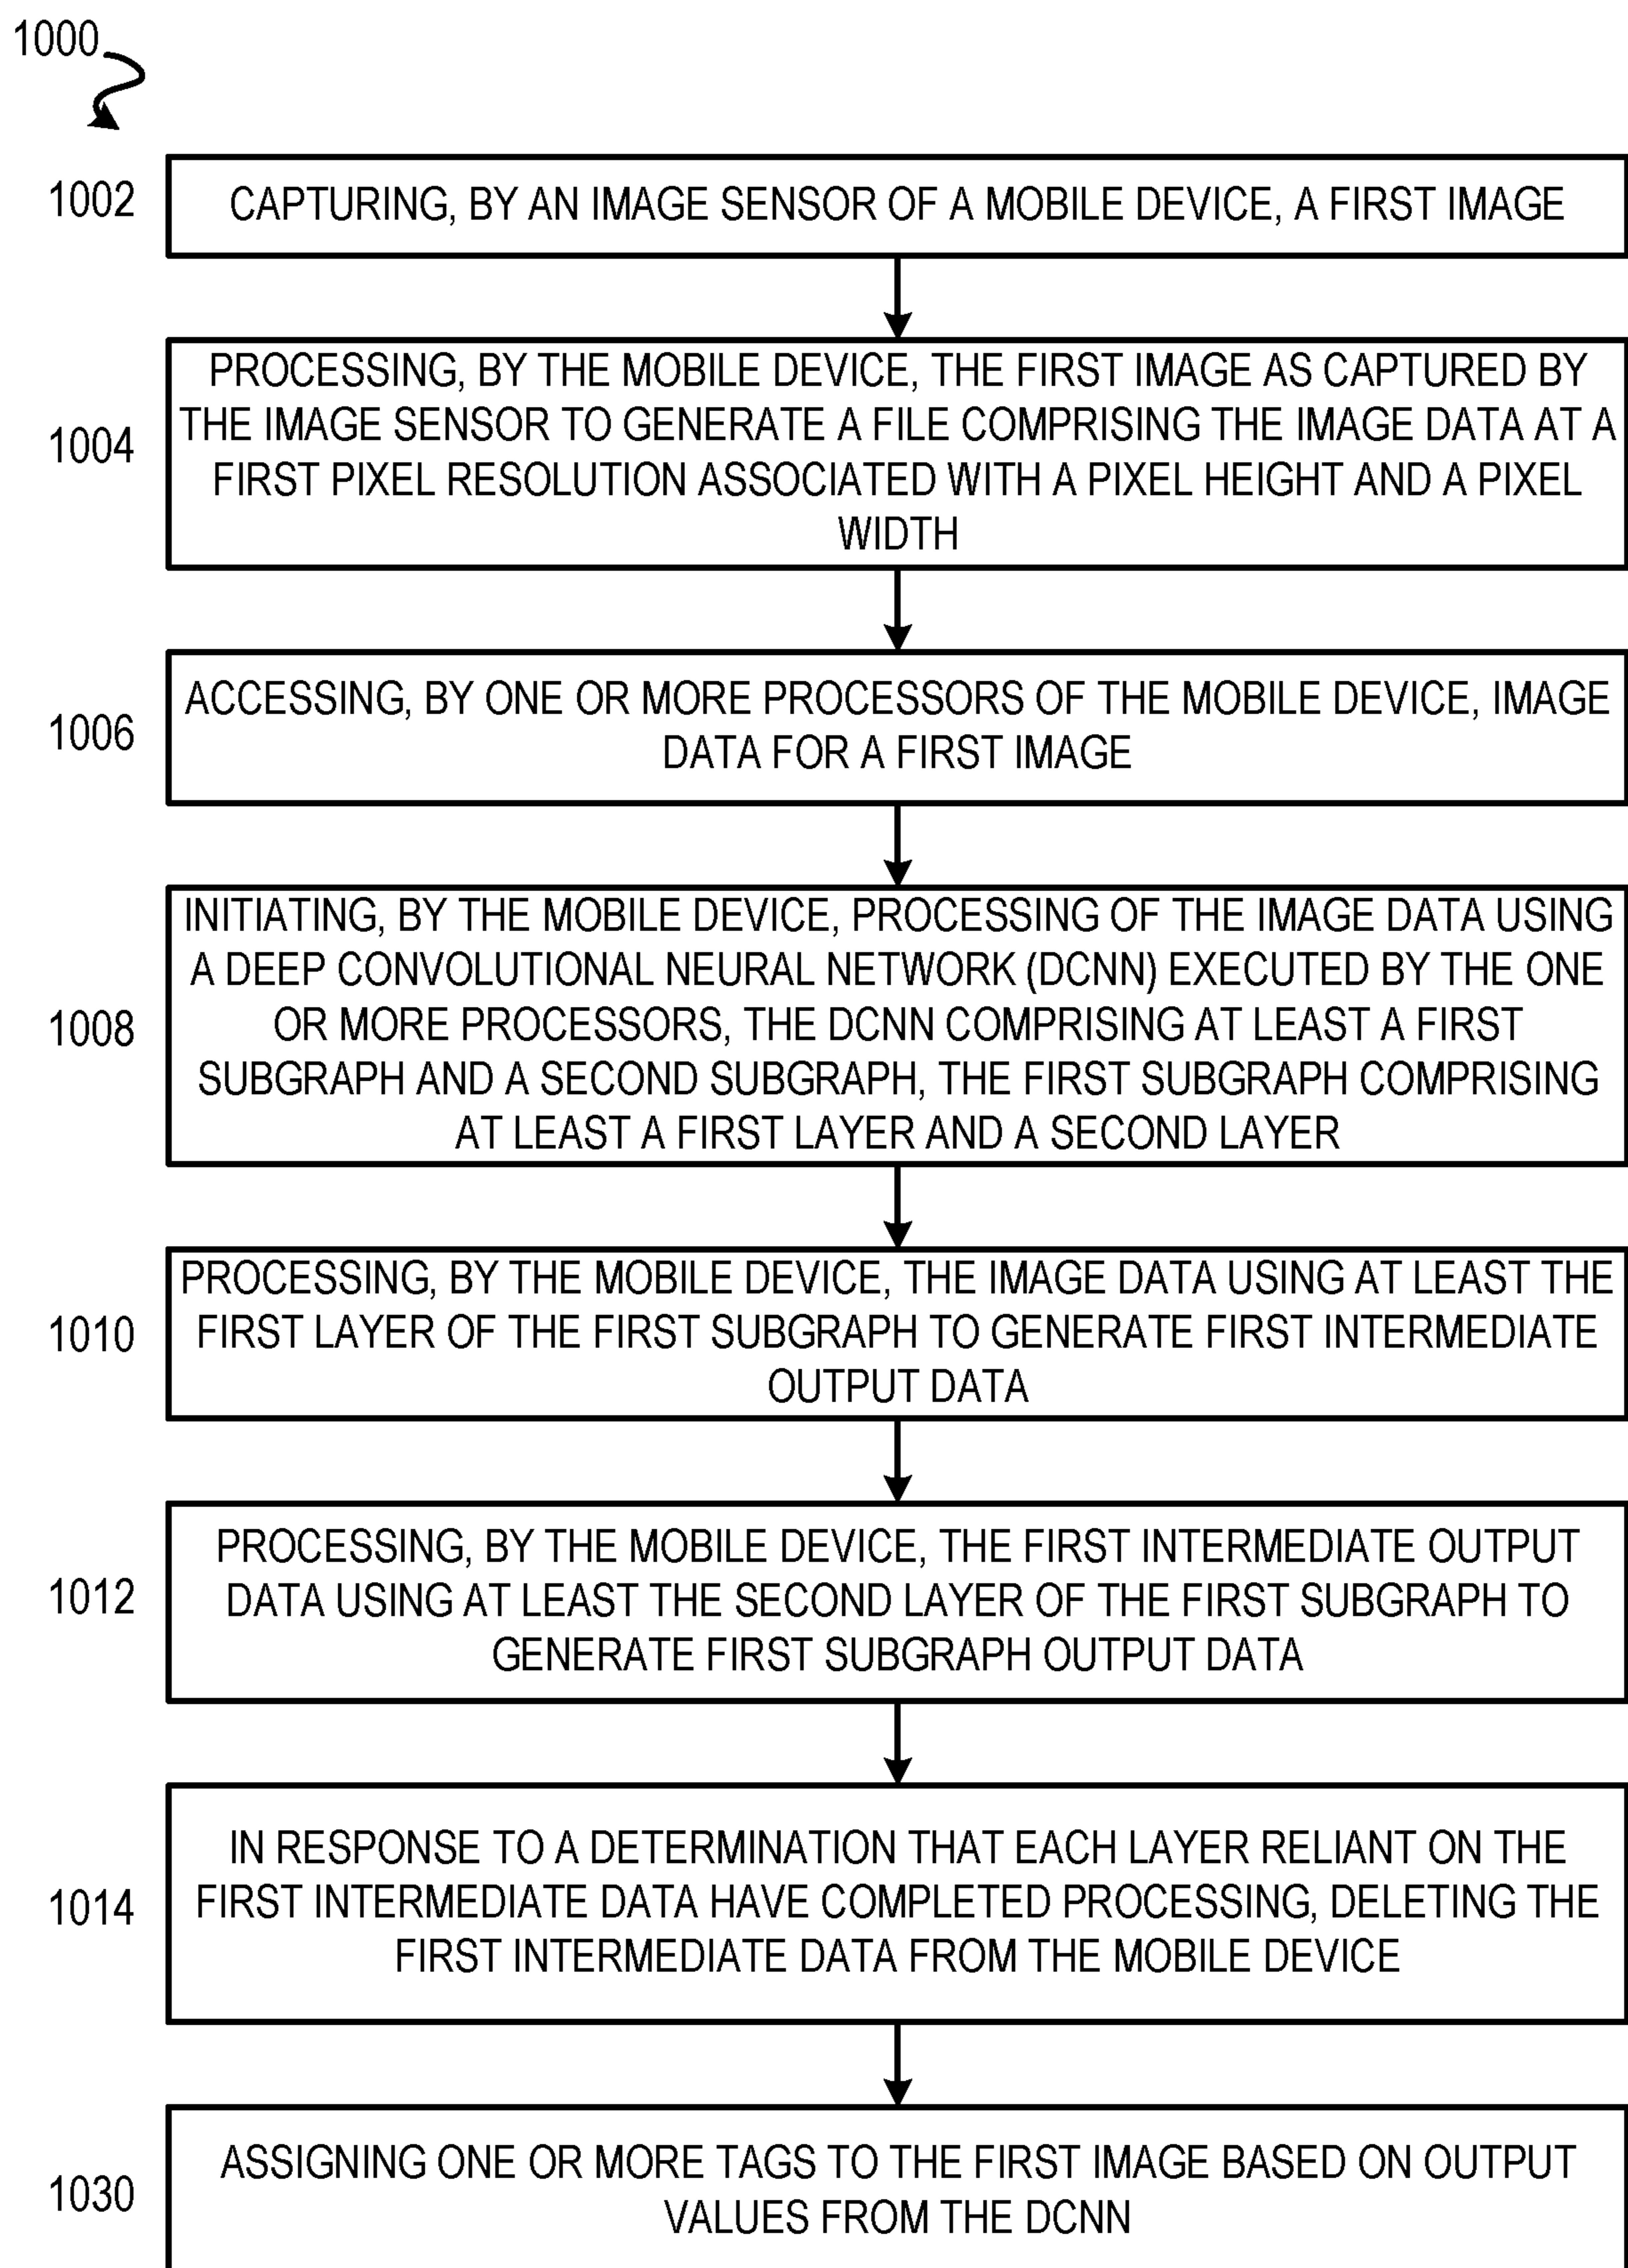 1000
1002
CAPTURING, BY AN IMAGE SENSOR OF A MOBILE DEVICE, A FIRST IMAGE
1004
PROCESSING, BY THE MOBILE DEVICE, THE FIRST IMAGE AS CAPTURED BY
THE IMAGE SENSOR TO GENERATE A FILE COMPRISING THE IMAGE DATA AT A
FIRST PIXEL RESOLUTION ASSOCIATED WITH A PIXEL HEIGHT AND A PIXEL
WIDTH
1006
ACCESSING, BY ONE OR MORE PROCESSORS OF THE MOBILE DEVICE, IMAGE
DATA FOR A FIRST IMAGE
1008
INITIATING, BY THE MOBILE DEVICE, PROCESSING OF THE IMAGE DATA USING
A DEEP CONVOLUTIONAL NEURAL NETWORK (DCNN) EXECUTED BY THE ONE
OR MORE PROCESSORS, THE DCNN COMPRISING AT LEAST A FIRST
SUBGRAPH AND A SECOND SUBGRAPH, THE FIRST SUBGRAPH COMPRISING
AT LEAST A FIRST LAYER AND A SECOND LAYER
1010
PROCESSING, BY THE MOBILE DEVICE, THE IMAGE DATA USING AT LEAST THE
FIRST LAYER OF THE FIRST SUBGRAPH TO GENERATE FIRST INTERMEDIATE
OUTPUT DATA
1012
PROCESSING, BY THE MOBILE DEVICE, THE FIRST INTERMEDIATE OUTPUT
DATA USING AT LEAST THE SECOND LAYER OF THE FIRST SUBGRAPH TO
GENERATE FIRST SUBGRAPH OUTPUT DATA
1014
IN RESPONSE TO A DETERMINATION THAT EACH LAYER RELIANT ON THE
FIRST INTERMEDIATE DATA HAVE COMPLETED PROCESSING, DELETING THE
FIRST INTERMEDIATE DATA FROM THE MOBILE DEVICE
1030
ASSIGNING ONE OR MORE TAGS TO THE FIRST IMAGE BASED ON OUTPUT
VALUES FROM THE DCNN